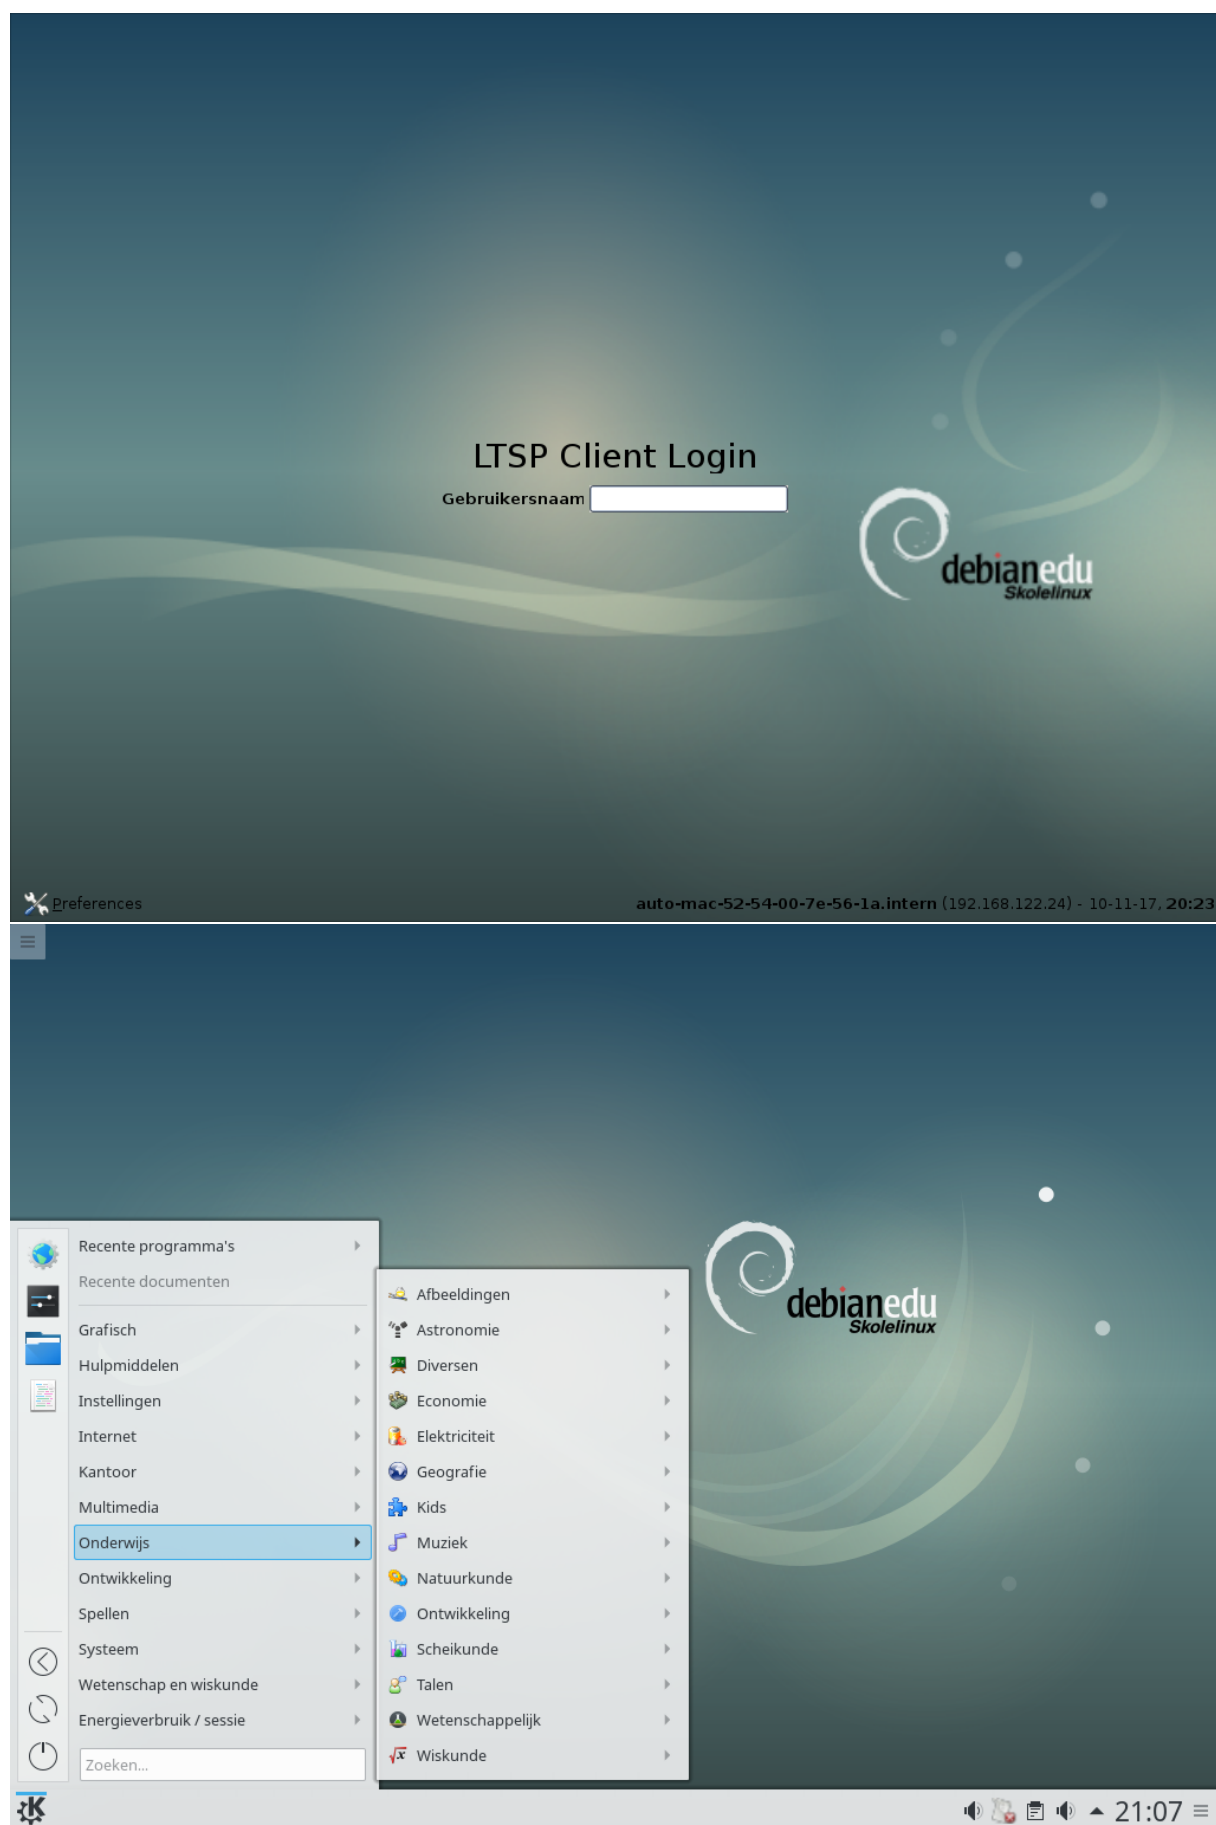 LTSP Client Login
Gebruikersnaam
debianedu
Skolelinux
Preferences
auto-mac-52-54-00-7e-56-1a.intern (192.168.122.24) - 10-11-17, 20:23
debianedu
Skolelinux
Recente programma's
Recente documenten
Grafisch
Hulpmiddelen
Instellingen
Internet
Kantoor
Multimedia
Onderwijs
Ontwikkeling
Spellen
Systeem
Wetenschap en wiskunde
Energieverbruik / sessie
Zoeken...
Afbeeldingen
Astronomie
Diversen
Economie
Elektriciteit
Geografie
Kids
Muziek
Natuurkunde
Ontwikkeling
Scheikunde
Talen
Wetenschappelijk
Wiskunde
21:07